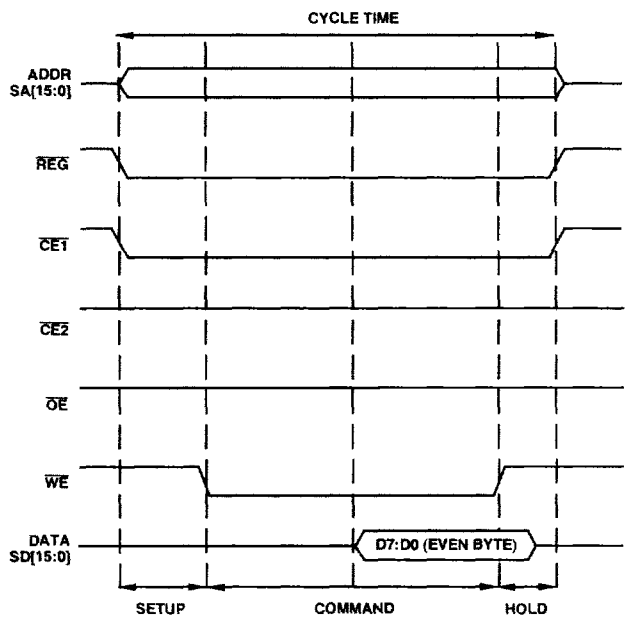 CYCLE TIME
ADDR
SA[15:0]
REG
CE1
CE2
OE
WE
DATA
SD[15:0]
D7:D0 (EVEN BYTE)
SETUP
COMMAND
HOLD